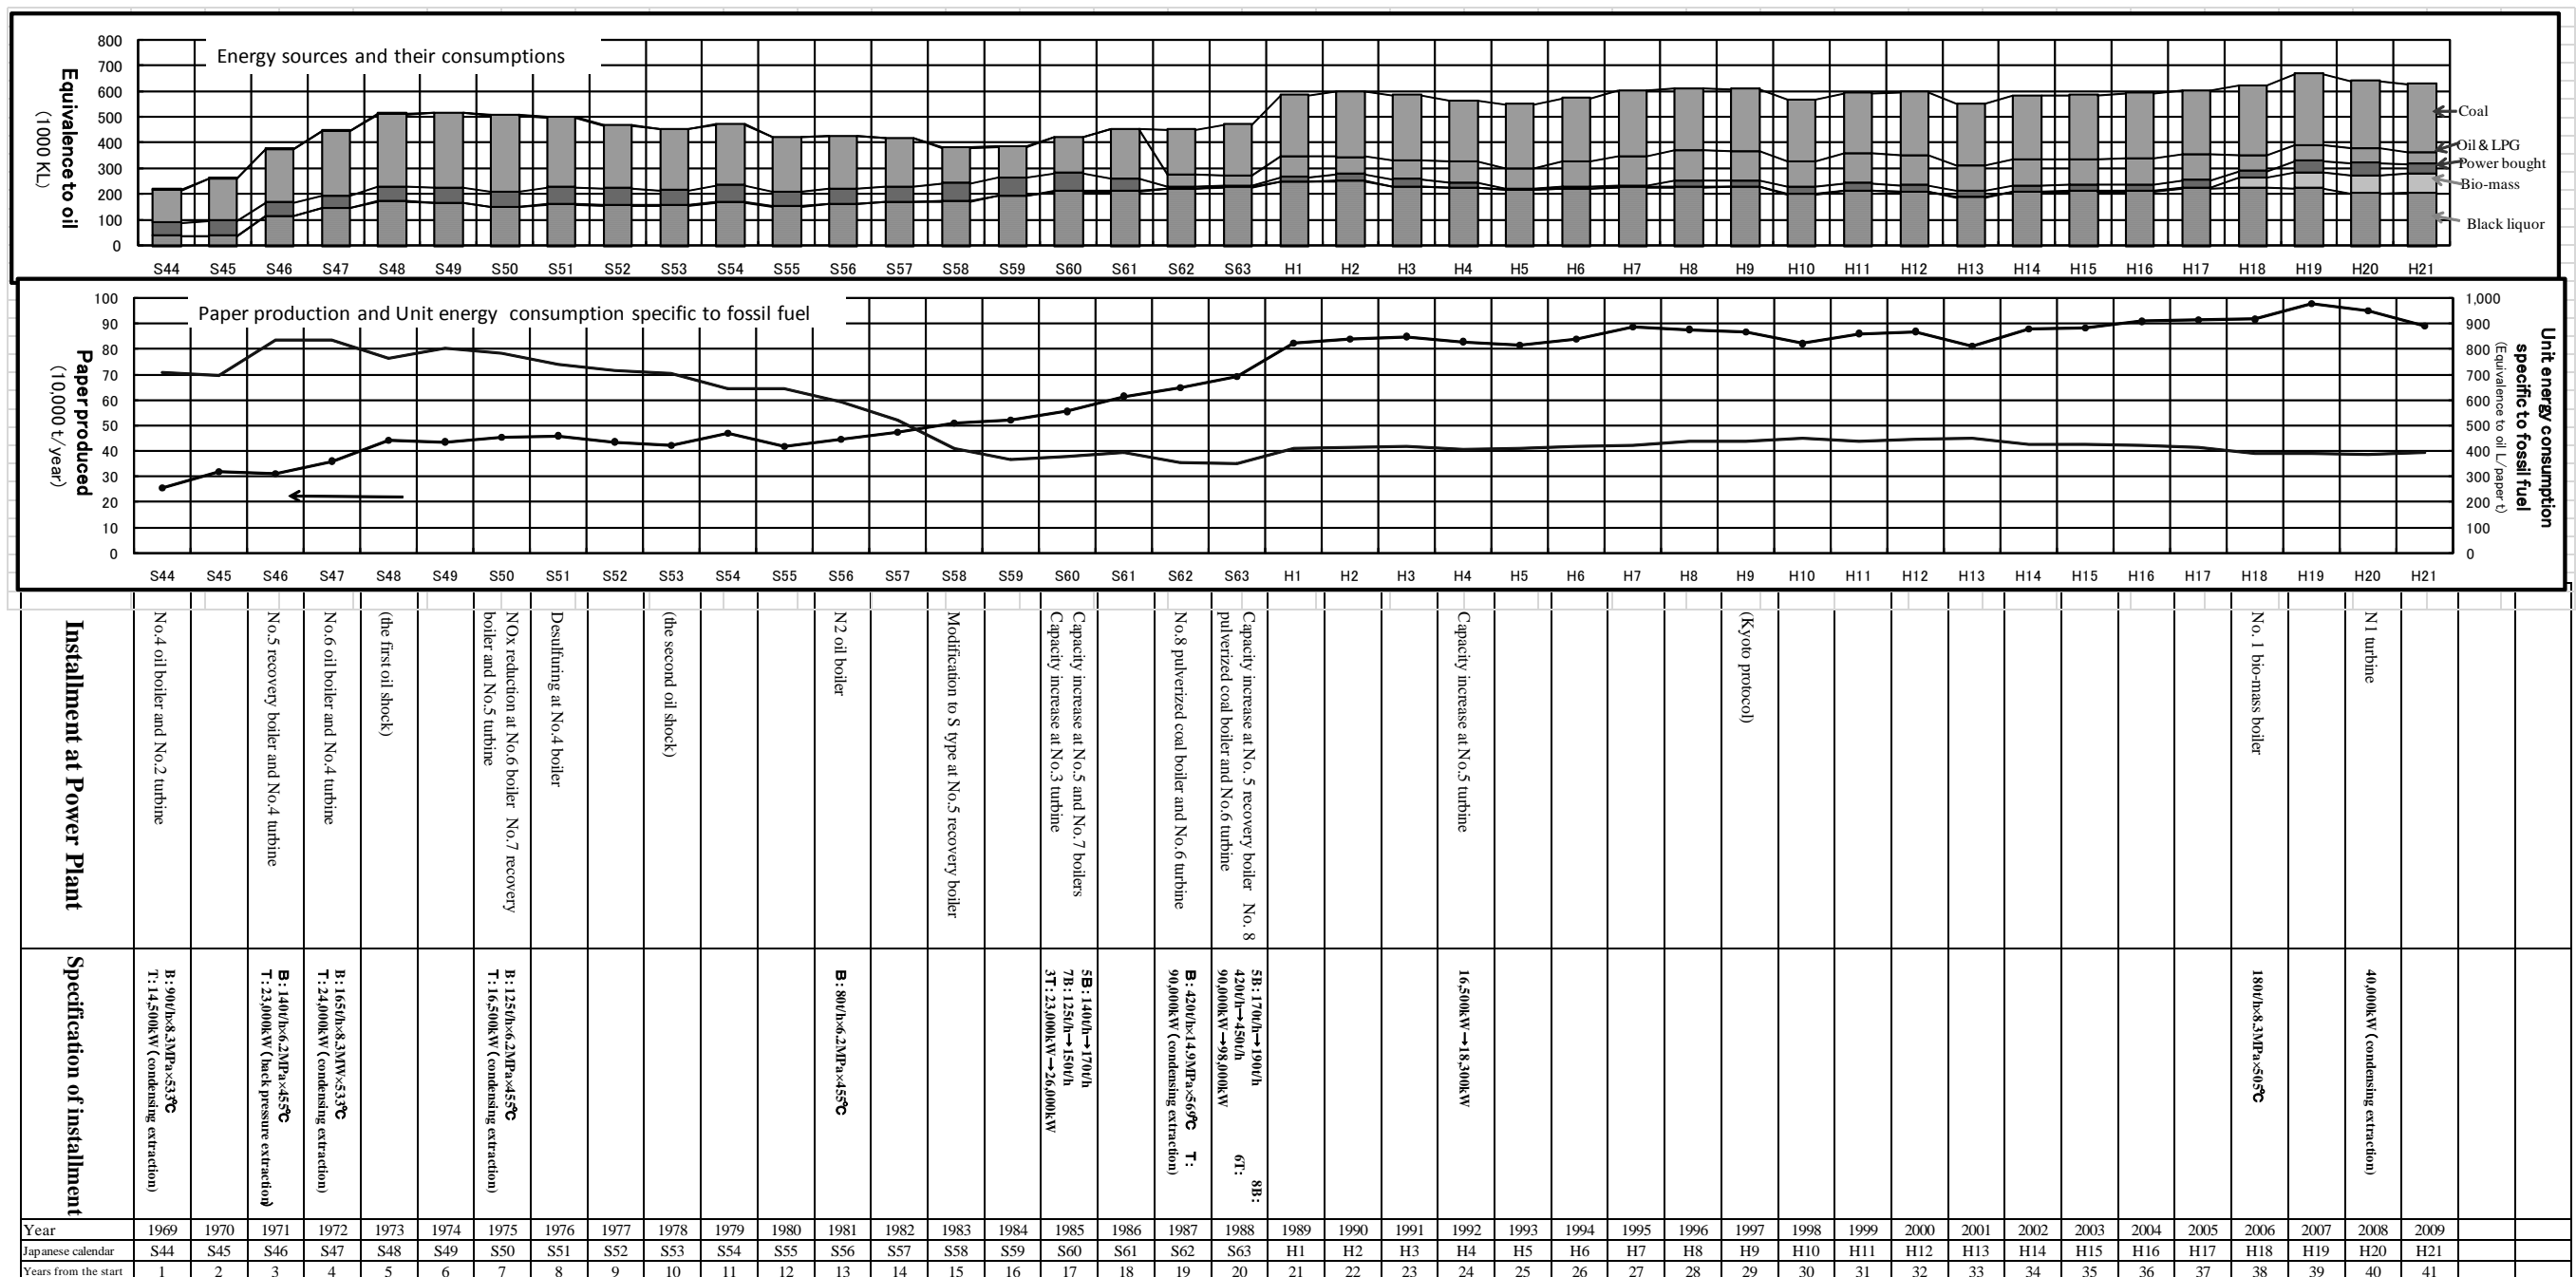 Energy sources and their consumptions
Equivalence to oil
(1000 KL)
800
700
600
500
400
300
200
100
0
Coal
Oil & LPG
Power bought
Bio-mass
Black liquor
S44 S45 S46 S47 S48 S49 S50 S51 S52 S53 S54 S55 S56 S57 S58 S59 S60 S61 S62 S63 H1 H2 H3 H4 H5 H6 H7 H8 H9 H10 H11 H12 H13 H14 H15 H16 H17 H18 H19 H20 H21
Paper production and Unit energy consumption specific to fossil fuel
Paper produced
(10,000 t/year)
100
90
80
70
60
50
40
30
20
10
0
1,000
900
800
700
600
500
400
300
200
100
0
Unit energy consumption
specific to fossil fuel
(Equivalence to oil L/paper t)
S44 S45 S46 S47 S48 S49 S50 S51 S52 S53 S54 S55 S56 S57 S58 S59 S60 S61 S62 S63 H1 H2 H3 H4 H5 H6 H7 H8 H9 H10 H11 H12 H13 H14 H15 H16 H17 H18 H19 H20 H21
Installment at Power Plant
No.4 oil boiler and No.2 turbine
No.5 recovery boiler and No.4 turbine
No.6 oil boiler and No.4 turbine
(the first oil shock)
NOx reduction at No.6 boiler No.7 recovery
boiler and No.5 turbine
Desulfuring at No.4 boiler
(the second oil shock)
N2 oil boiler
Modification to S type at No.5 recovery boiler
Capacity increase at No.5 and No.7 boilers
Capacity increase at No.3 turbine
No.8 pulverized coal boiler and No.6 turbine
Capacity increase at No. 5 recovery boiler No. 8
pulverized coal boiler and No.6 turbine
Capacity increase at No.5 turbine
(Kyoto protocol)
No. 1 bio-mass boiler
N1 turbine
Specification of installment
B: 90t/h×8.3MPa×533℃
T: 14,500kW (condensing extraction)
B: 140t/h×6.2MPa×455℃
T: 23,000kW (back pressure extraction)
B: 165t/h×8.3MW×533℃
T: 24,000kW (condensing extraction)
B: 125t/h×6.2MPa×455℃
T: 16,500kW (condensing extraction)
B: 80t/h×6.2MPa×455℃
5B: 140t/h→170t/h
7B: 125t/h→150t/h
3T: 23,000kW→26,000kW
B: 420t/h×14.9MPa×569℃ T:
90,000kW (condensing extraction)
5B: 170t/h→190t/h 8B:
420t/h→450t/h 6T:
90,000kW→98,000kW
16,500kW→18,300kW
180t/h×8.3MPa×505℃
40,000kW (condensing extraction)
Year 1969 1970 1971 1972 1973 1974 1975 1976 1977 1978 1979 1980 1981 1982 1983 1984 1985 1986 1987 1988 1989 1990 1991 1992 1993 1994 1995 1996 1997 1998 1999 2000 2001 2002 2003 2004 2005 2006 2007 2008 2009
Japanese calendar S44 S45 S46 S47 S48 S49 S50 S51 S52 S53 S54 S55 S56 S57 S58 S59 S60 S61 S62 S63 H1 H2 H3 H4 H5 H6 H7 H8 H9 H10 H11 H12 H13 H14 H15 H16 H17 H18 H19 H20 H21
Years from the start 1 2 3 4 5 6 7 8 9 10 11 12 13 14 15 16 17 18 19 20 21 22 23 24 25 26 27 28 29 30 31 32 33 34 35 36 37 38 39 40 41